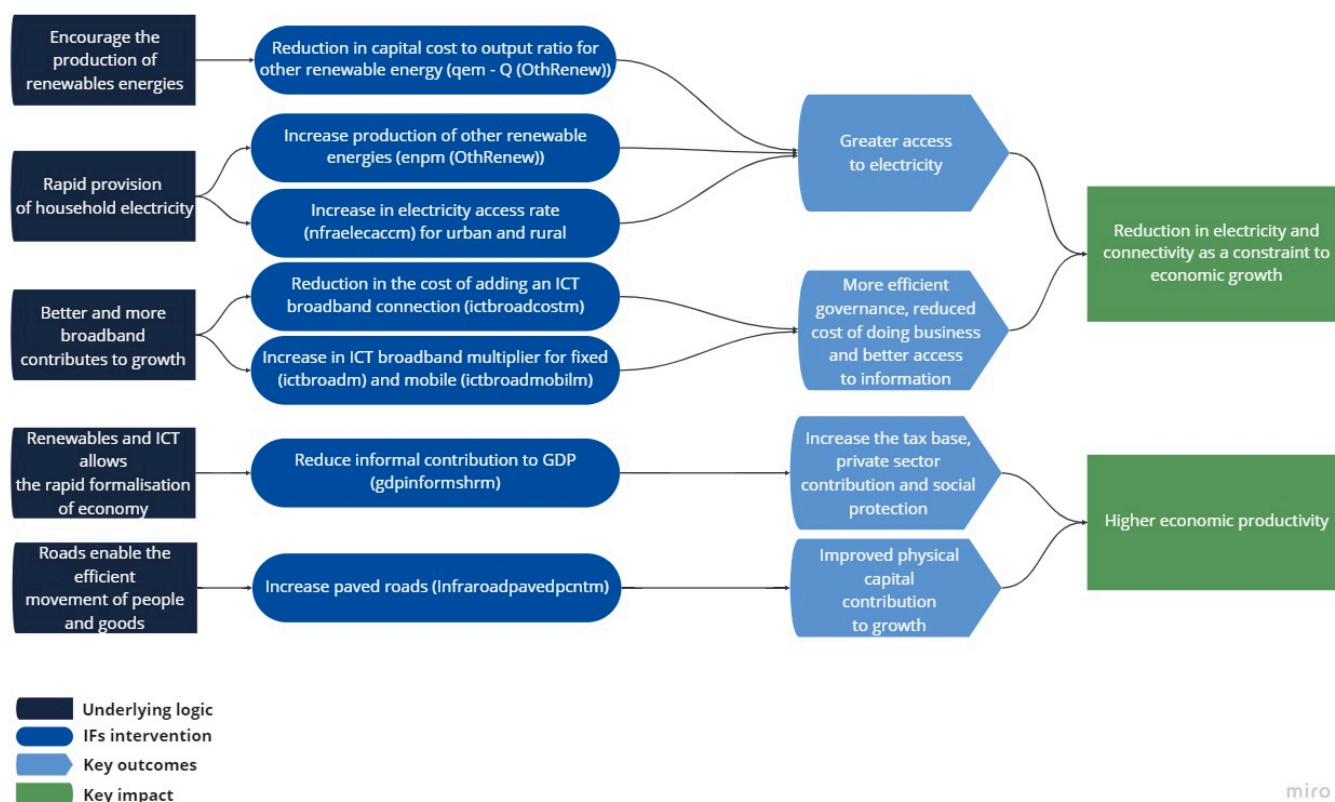 Encourage the
production of
renewables energies
Reduction in capital cost to output ratio for
other renewable energy (qem - Q (OthRenew))
Rapid provision
of household electricity
Increase production of other renewable
energies (enpm (OthRenew))
Increase in electricity access rate
(nfraelecaccm) for urban and rural
Greater access
to electricity
Better and more
broadband
contributes to growth
Reduction in the cost of adding an ICT
broadband connection (ictbroadcostm)
Increase in ICT broadband multiplier for fixed
(ictbroadm) and mobile (ictbroadmobilm)
More efficient
governance, reduced
cost of doing business
and better access
to information
Reduction in electricity and
connectivity as a constraint to
economic growth
Renewables and ICT
allows
the rapid formalisation
of economy
Reduce informal contribution to GDP
(gdpinformshrm)
Increase the tax base,
private sector
contribution and social
protection
Roads enable the
efficient
movement of people
and goods
Increase paved roads (Infraroadpavedpcntm)
Improved physical
capital
contribution
to growth
Higher economic productivity
Underlying logic
IFs intervention
Key outcomes
Key impact
miro